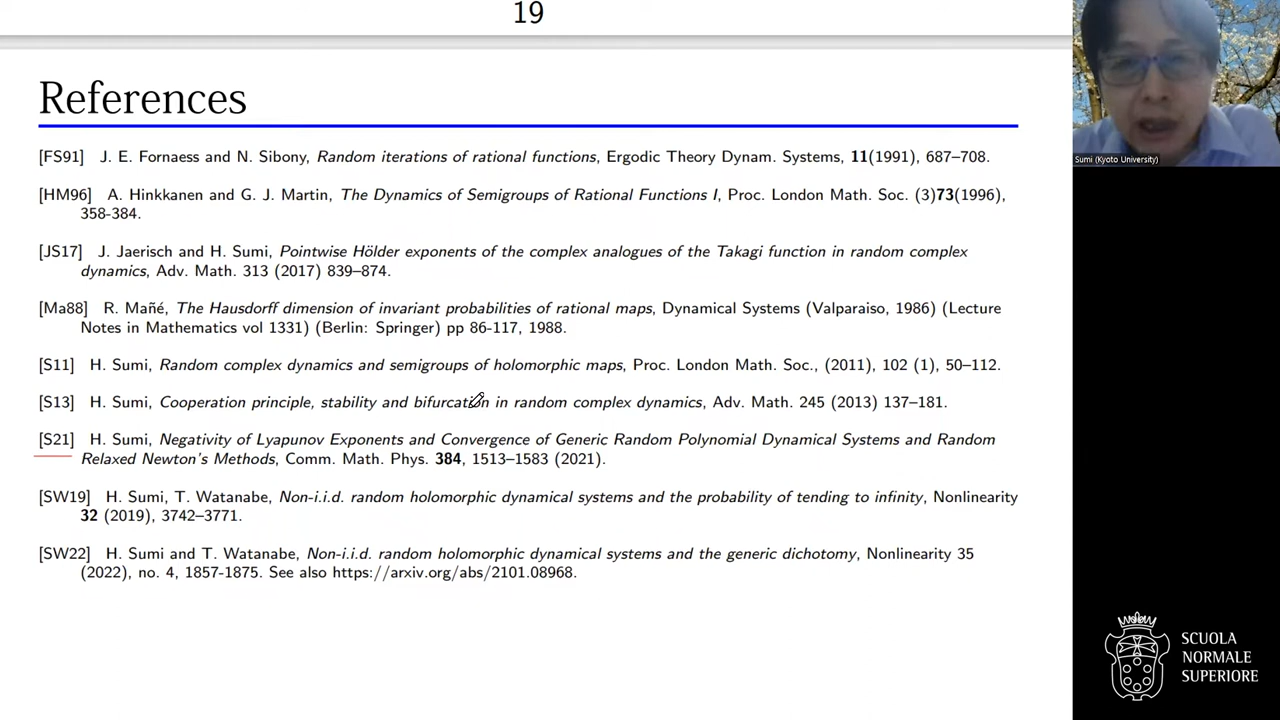 19
References
[FS91] J. E. Fornaess and N. Sibony, Random iterations of rational functions, Ergodic Theory Dynam. Systems, 11(1991), 687–708.
[HM96] A. Hinkkanen and G. J. Martin, The Dynamics of Semigroups of Rational Functions I, Proc. London Math. Soc. (3)73(1996),
358-384.
[JS17] J. Jaerisch and H. Sumi, Pointwise Hölder exponents of the complex analogues of the Takagi function in random complex
dynamics, Adv. Math. 313 (2017) 839–874.
[Ma88] R. Mañé, The Hausdorff dimension of invariant probabilities of rational maps, Dynamical Systems (Valparaiso, 1986) (Lecture
Notes in Mathematics vol 1331) (Berlin: Springer) pp 86-117, 1988.
[S11] H. Sumi, Random complex dynamics and semigroups of holomorphic maps, Proc. London Math. Soc., (2011), 102 (1), 50–112.
[S13] H. Sumi, Cooperation principle, stability and bifurcation in random complex dynamics, Adv. Math. 245 (2013) 137–181.
[S21] H. Sumi, Negativity of Lyapunov Exponents and Convergence of Generic Random Polynomial Dynamical Systems and Random
Relaxed Newton's Methods, Comm. Math. Phys. 384, 1513–1583 (2021).
[SW19] H. Sumi, T. Watanabe, Non-i.i.d. random holomorphic dynamical systems and the probability of tending to infinity, Nonlinearity
32 (2019), 3742–3771.
[SW22] H. Sumi and T. Watanabe, Non-i.i.d. random holomorphic dynamical systems and the generic dichotomy, Nonlinearity 35
(2022), no. 4, 1857-1875. See also https://arxiv.org/abs/2101.08968.
Sumi (Kyoto University)
SCUOLA
NORMALE
SUPERIORE